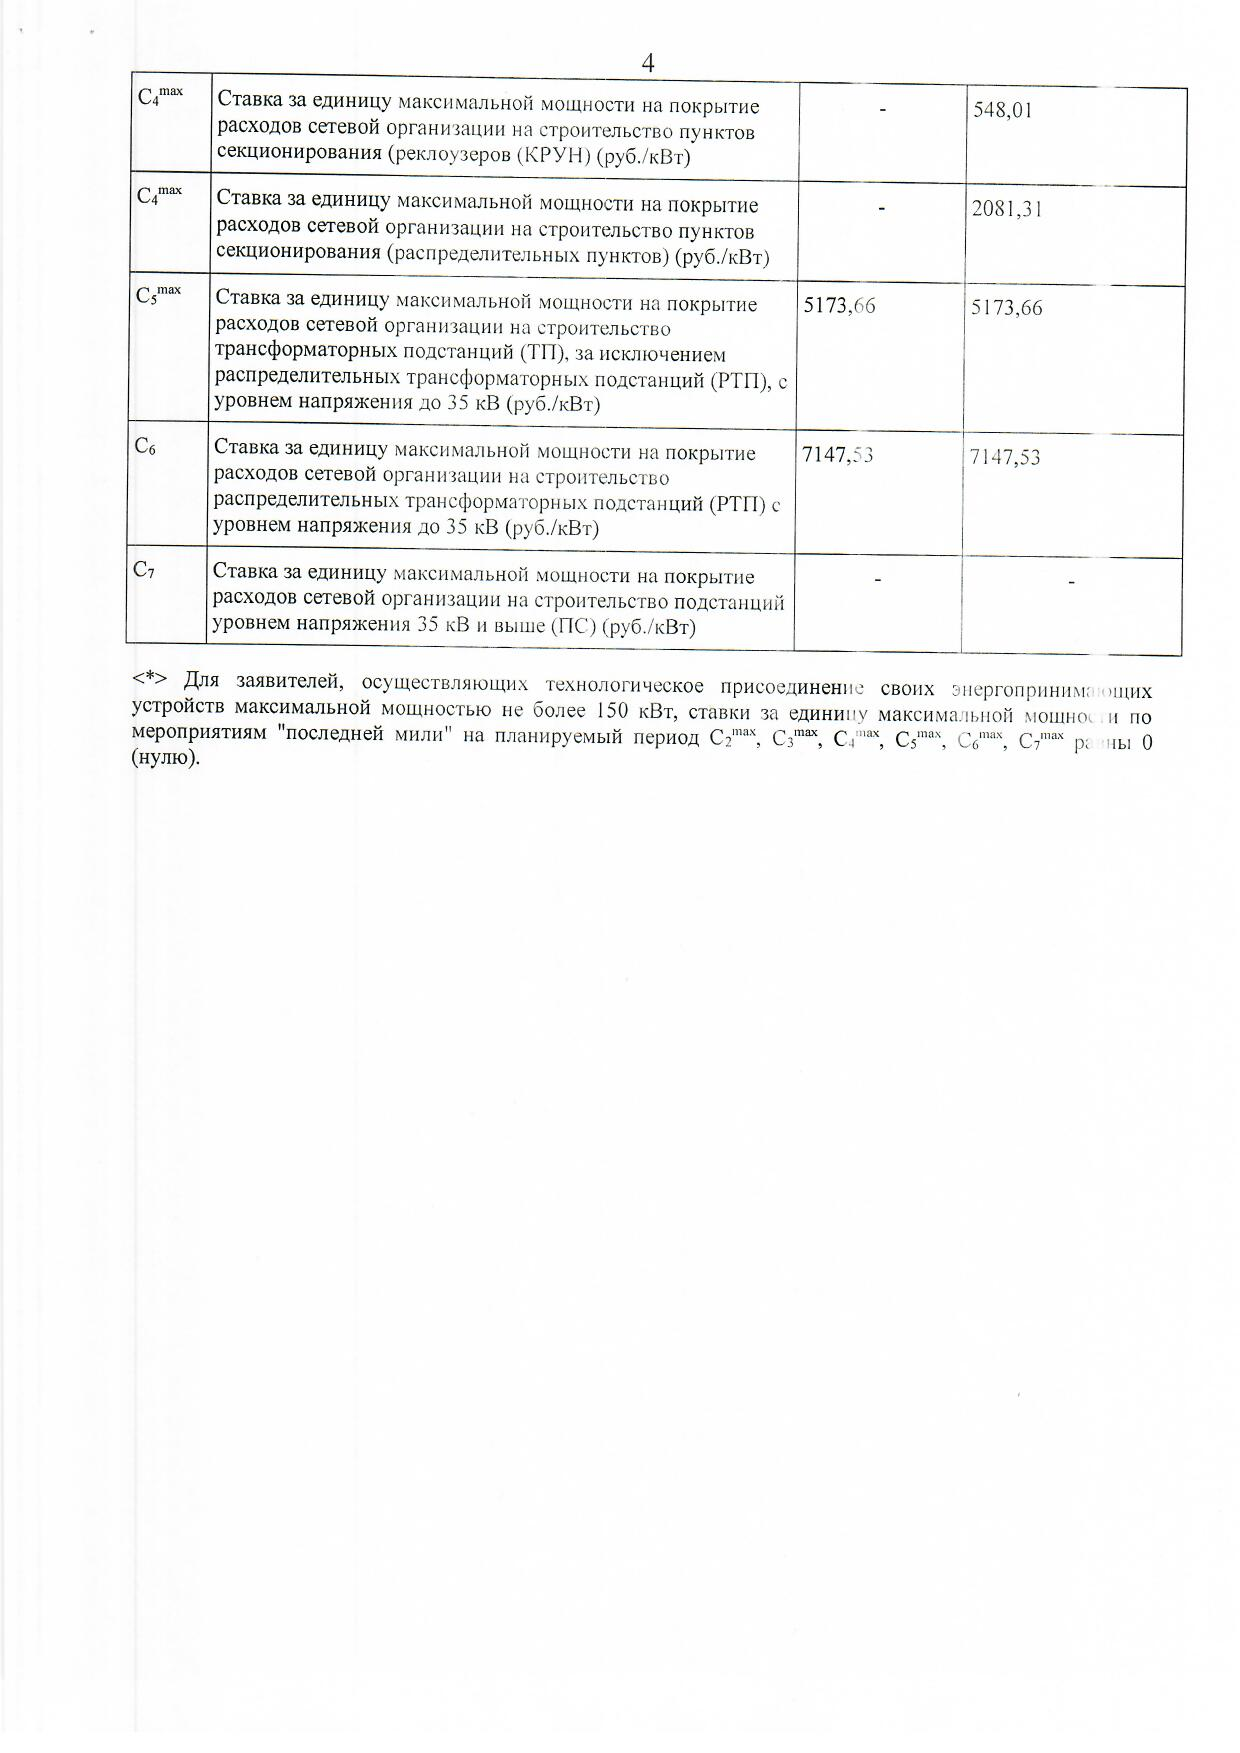 4
C4max Ставка за единицу максимальной мощности на покрытие - 548,01
расходов сетевой организации на строительство пунктов
секционирования (реклоузеров (КРУН) (руб./кВт)
C4max Ставка за единицу максимальной мощности на покрытие - 2081,31
расходов сетевой организации на строительство пунктов
секционирования (распределительных пунктов) (руб./кВт)
C5max Ставка за единицу максимальной мощности на покрытие 5173,66 5173,66
расходов сетевой организации на строительство
трансформаторных подстанций (ТП), за исключением
распределительных трансформаторных подстанций (РТП), с
уровнем напряжения до 35 кВ (руб./кВт)
C6 Ставка за единицу максимальной мощности на покрытие 7147,53 7147,53
расходов сетевой организации на строительство
распределительных трансформаторных подстанций (РТП) с
уровнем напряжения до 35 кВ (руб./кВт)
C7 Ставка за единицу максимальной мощности на покрытие - -
расходов сетевой организации на строительство подстанций
уровнем напряжения 35 кВ и выше (ПС) (руб./кВт)
<*> Для заявителей, осуществляющих технологическое присоединение своих энергопринимающих
устройств максимальной мощностью не более 150 кВт, ставки за единицу максимальной мощности по
мероприятиям "последней мили" на планируемый период C2max, C3max, C4max, C5max, C6max, C7max равны 0
(нулю).